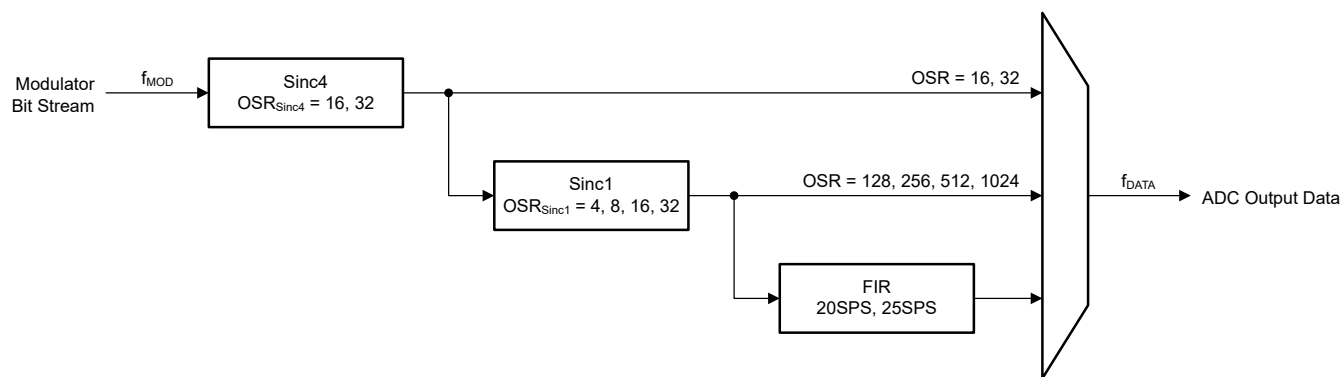 Modulator
Bit Stream
fMOD
Sinc4
OSRSinc4 = 16, 32
OSR = 16, 32
Sinc1
OSRSinc1 = 4, 8, 16, 32
OSR = 128, 256, 512, 1024
FIR
20SPS, 25SPS
fDATA
ADC Output Data